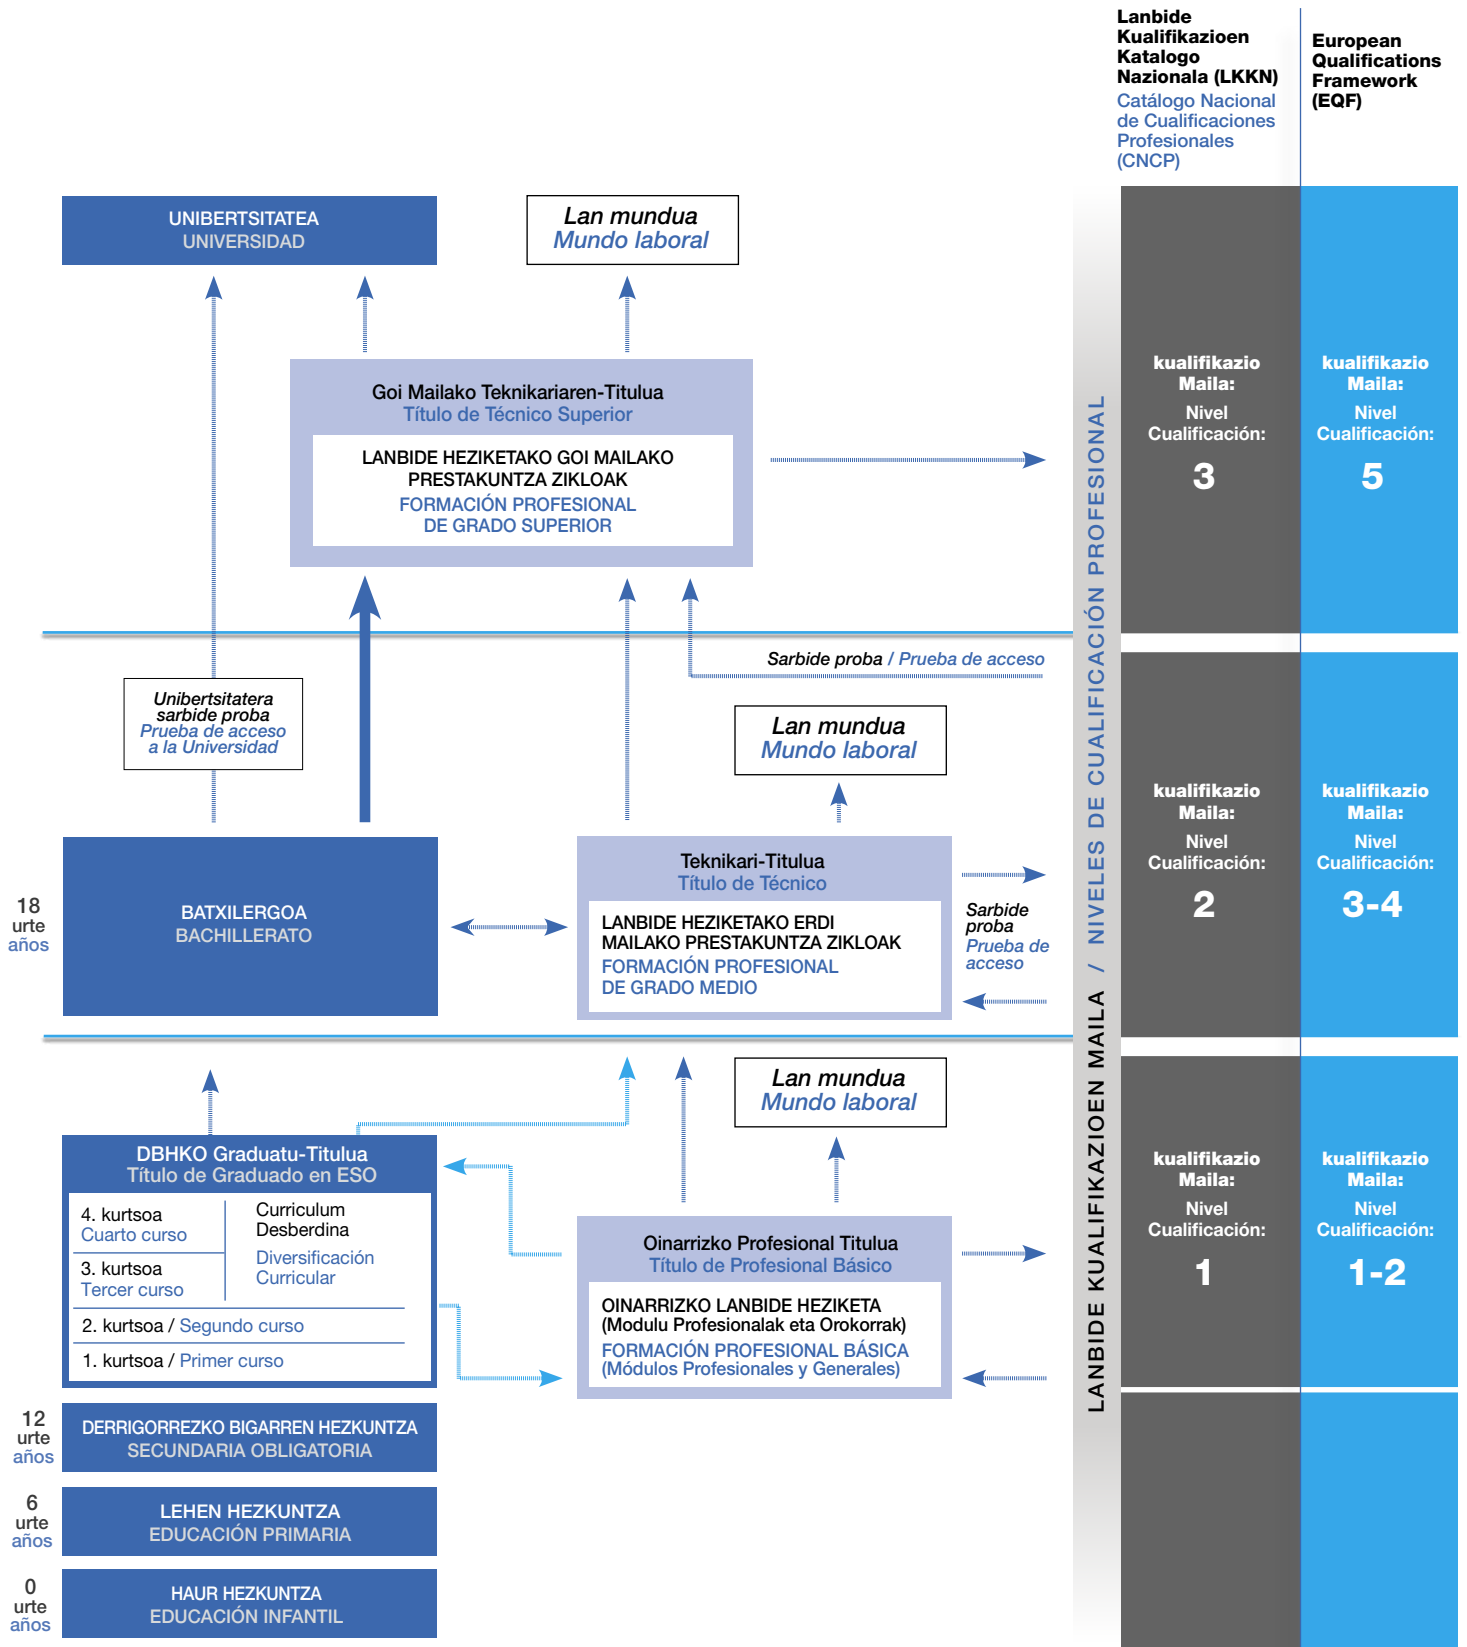 Lanbide
Kualifikazioen
Katalogo
Nazionala (LKKN)
Catálogo Nacional
de Cualificaciones
Profesionales
(CNCP)
European
Qualifications
Framework
(EQF)
UNIBERTSITATEA
UNIVERSIDAD
Lan mundua
Mundo laboral
Goi Mailako Teknikariaren-Titulua
Título de Técnico Superior
LANBIDE HEZIKETAKO GOI MAILAKO
PRESTAKUNTZA ZIKLOAK
FORMACIÓN PROFESIONAL
DE GRADO SUPERIOR
kualifikazio
Maila:
Nivel
Cualificación:
3
kualifikazio
Maila:
Nivel
Cualificación:
5
Sarbide proba / Prueba de acceso
Unibertsitatera
sarbide proba
Prueba de acceso
a la Universidad
Lan mundua
Mundo laboral
18
urte
años
BATXILERGOA
BACHILLERATO
Teknikari-Titulua
Título de Técnico
LANBIDE HEZIKETAKO ERDI
MAILAKO PRESTAKUNTZA ZIKLOAK
FORMACIÓN PROFESIONAL
DE GRADO MEDIO
Sarbide
proba
Prueba de
acceso
kualifikazio
Maila:
Nivel
Cualificación:
2
kualifikazio
Maila:
Nivel
Cualificación:
3-4
LANBIDE KUALIFIKAZIOEN MAILA / NIVELES DE CUALIFICACIÓN PROFESIONAL
Lan mundua
Mundo laboral
DBHKO Graduatu-Titulua
Título de Graduado en ESO
4. kurtsoa
Cuarto curso
3. kurtsoa
Tercer curso
Curriculum
Desberdina
Diversificación
Curricular
2. kurtsoa / Segundo curso
1. kurtsoa / Primer curso
Oinarrizko Profesional Titulua
Título de Profesional Básico
OINARRIZKO LANBIDE HEZIKETA
(Modulu Profesionalak eta Orokorrak)
FORMACIÓN PROFESIONAL BÁSICA
(Módulos Profesionales y Generales)
kualifikazio
Maila:
Nivel
Cualificación:
1
kualifikazio
Maila:
Nivel
Cualificación:
1-2
12
urte
años
DERRIGORREZKO BIGARREN HEZKUNTZA
SECUNDARIA OBLIGATORIA
6
urte
años
LEHEN HEZKUNTZA
EDUCACIÓN PRIMARIA
0
urte
años
HAUR HEZKUNTZA
EDUCACIÓN INFANTIL